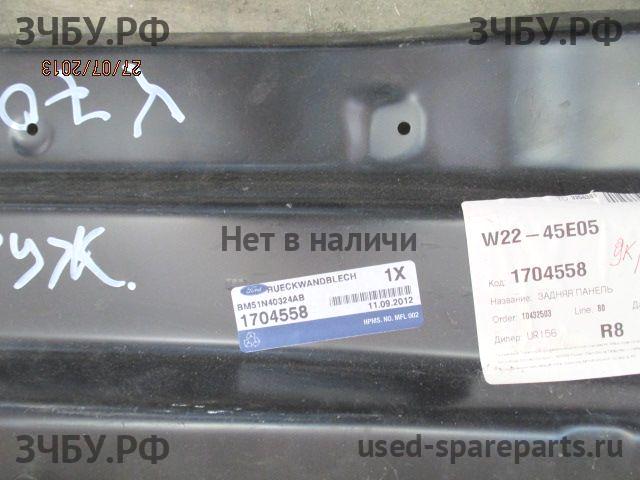 ЗЧБУ.РФ
ЗЧБУ.РФ
27/07/2013
W22-45E05
Код: 1704558
Название: ЗАДНЯЯ ПАНЕЛЬ
Order: 10432503 Line: 80
Дилер: UR156 R8
Нет в наличи
Ford RUECKWANDBLECH 1X
BM51N40324AB 11.09.2012
1704558
HPMS. NO. MFL 002
уж.
ЗЧБУ.РФ
used-spareparts.ru